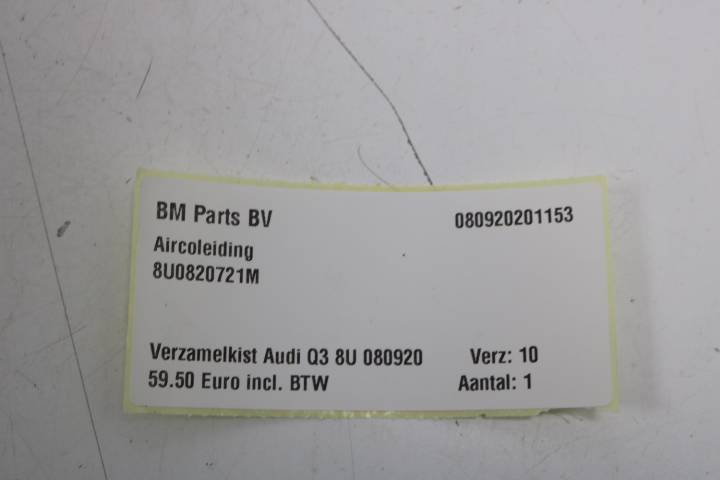 BM Parts BV 080920201153
Aircoleiding
8U0820721M
Verzamelkist Audi Q3 8U 080920 Verz: 10
59.50 Euro incl. BTW Aantal: 1